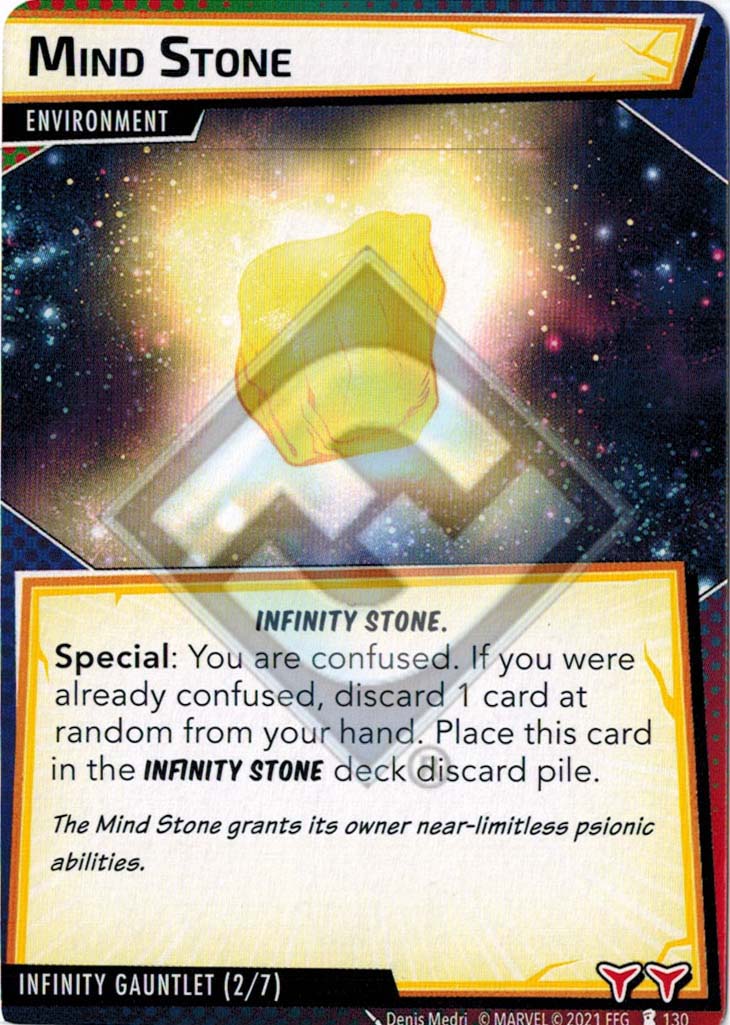 MIND STONE
ENVIRONMENT
INFINITY STONE.
Special: You are confused. If you were
already confused, discard 1 card at
random from your hand. Place this card
in the INFINITY STONE deck discard pile.
The Mind Stone grants its owner near-limitless psionic
abilities.
INFINITY GAUNTLET (2/7)
Denis Medri © MARVEL © 2021 FFG 130
®